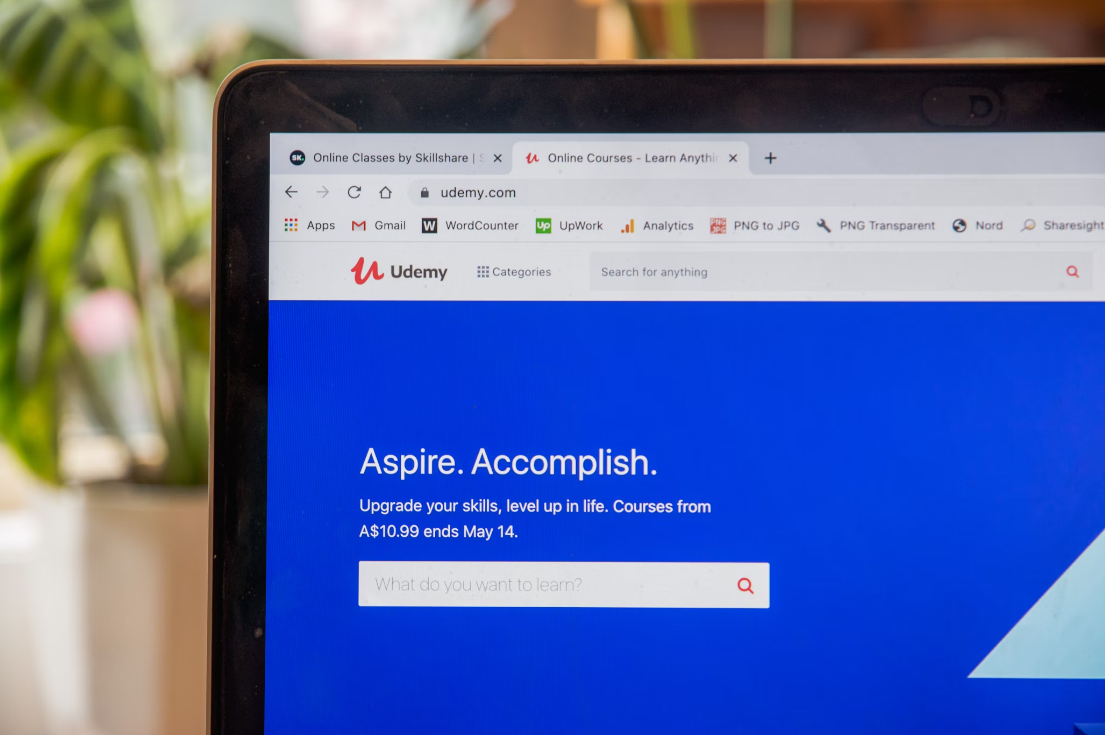 SK. Online Classes by Skillshare | S
Online Courses - Learn Anythin
udemy.com
Apps Gmail W WordCounter Up UpWork Analytics PNG to JPG PNG Transparent Nord Sharesight
Udemy Categories Search for anything
Aspire. Accomplish.
Upgrade your skills, level up in life. Courses from
A$10.99 ends May 14.
What do you want to learn?